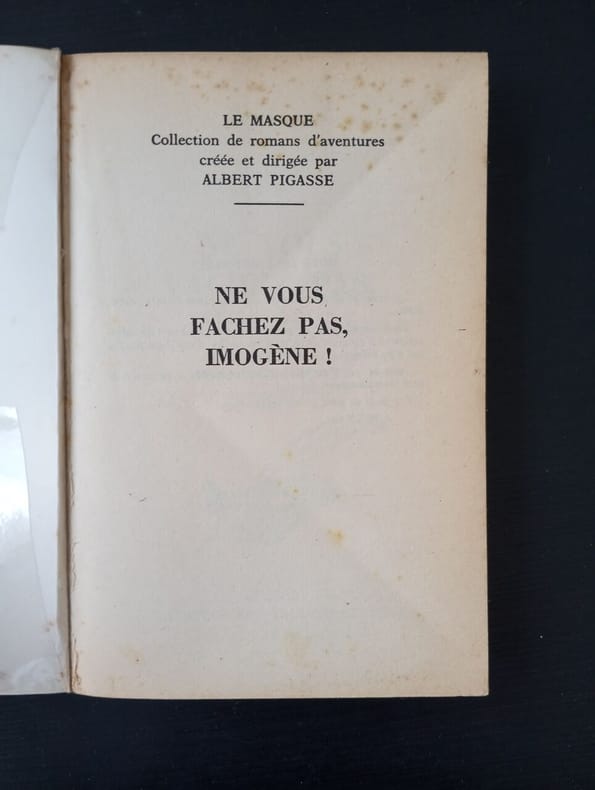 LE MASQUE
Collection de romans d'aventures
créée et dirigée par
ALBERT PIGASSE
NE VOUS
FACHEZ PAS,
IMOGÈNE !